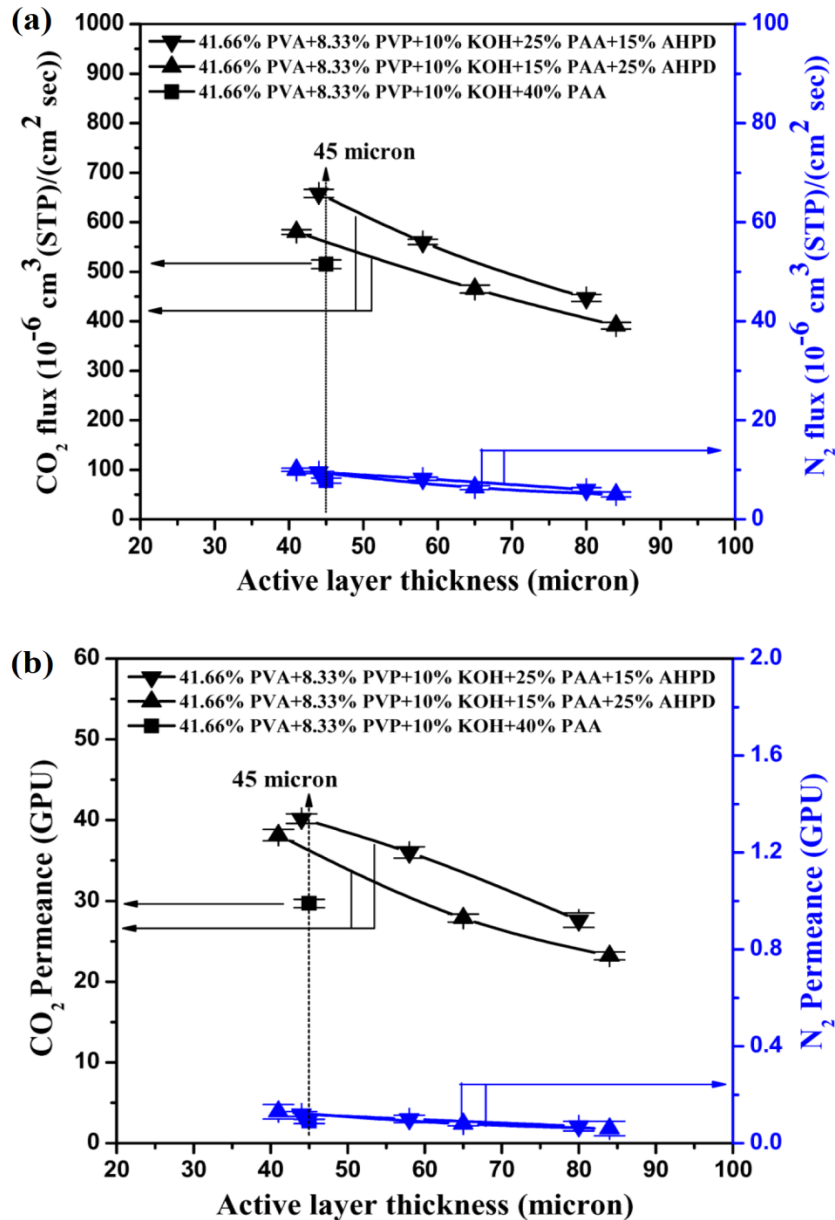 (a)
1000
900
800
700
600
500
400
300
200
100
0
CO₂ flux (10⁻⁶ cm³ (STP)/(cm² sec))
41.66% PVA+8.33% PVP+10% KOH+25% PAA+15% AHPD
41.66% PVA+8.33% PVP+10% KOH+15% PAA+25% AHPD
41.66% PVA+8.33% PVP+10% KOH+40% PAA
45 micron
100
80
60
40
20
0
N₂ flux (10⁻⁶ cm³ (STP)/(cm² sec))
20 30 40 50 60 70 80 90 100
Active layer thickness (micron)
(b)
60
50
40
30
20
10
0
CO₂ Permeance (GPU)
41.66% PVA+8.33% PVP+10% KOH+25% PAA+15% AHPD
41.66% PVA+8.33% PVP+10% KOH+15% PAA+25% AHPD
41.66% PVA+8.33% PVP+10% KOH+40% PAA
45 micron
2.0
1.6
1.2
0.8
0.4
0.0
N₂ Permeance (GPU)
20 30 40 50 60 70 80 90 100
Active layer thickness (micron)